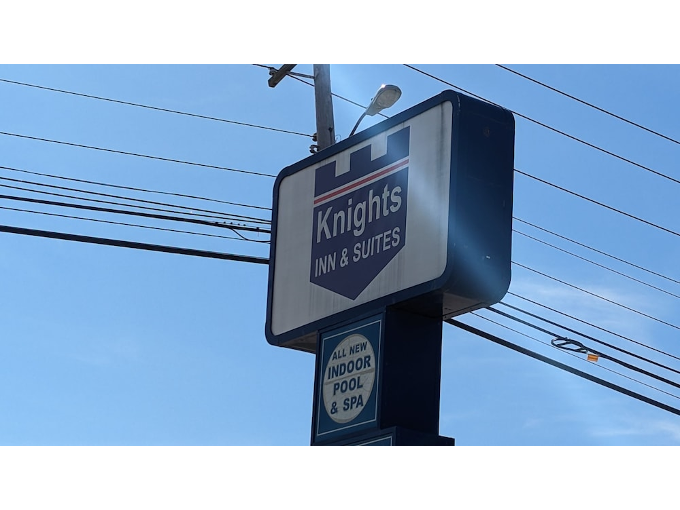 Knights
INN & SUITES
ALL NEW
INDOOR
POOL
& SPA